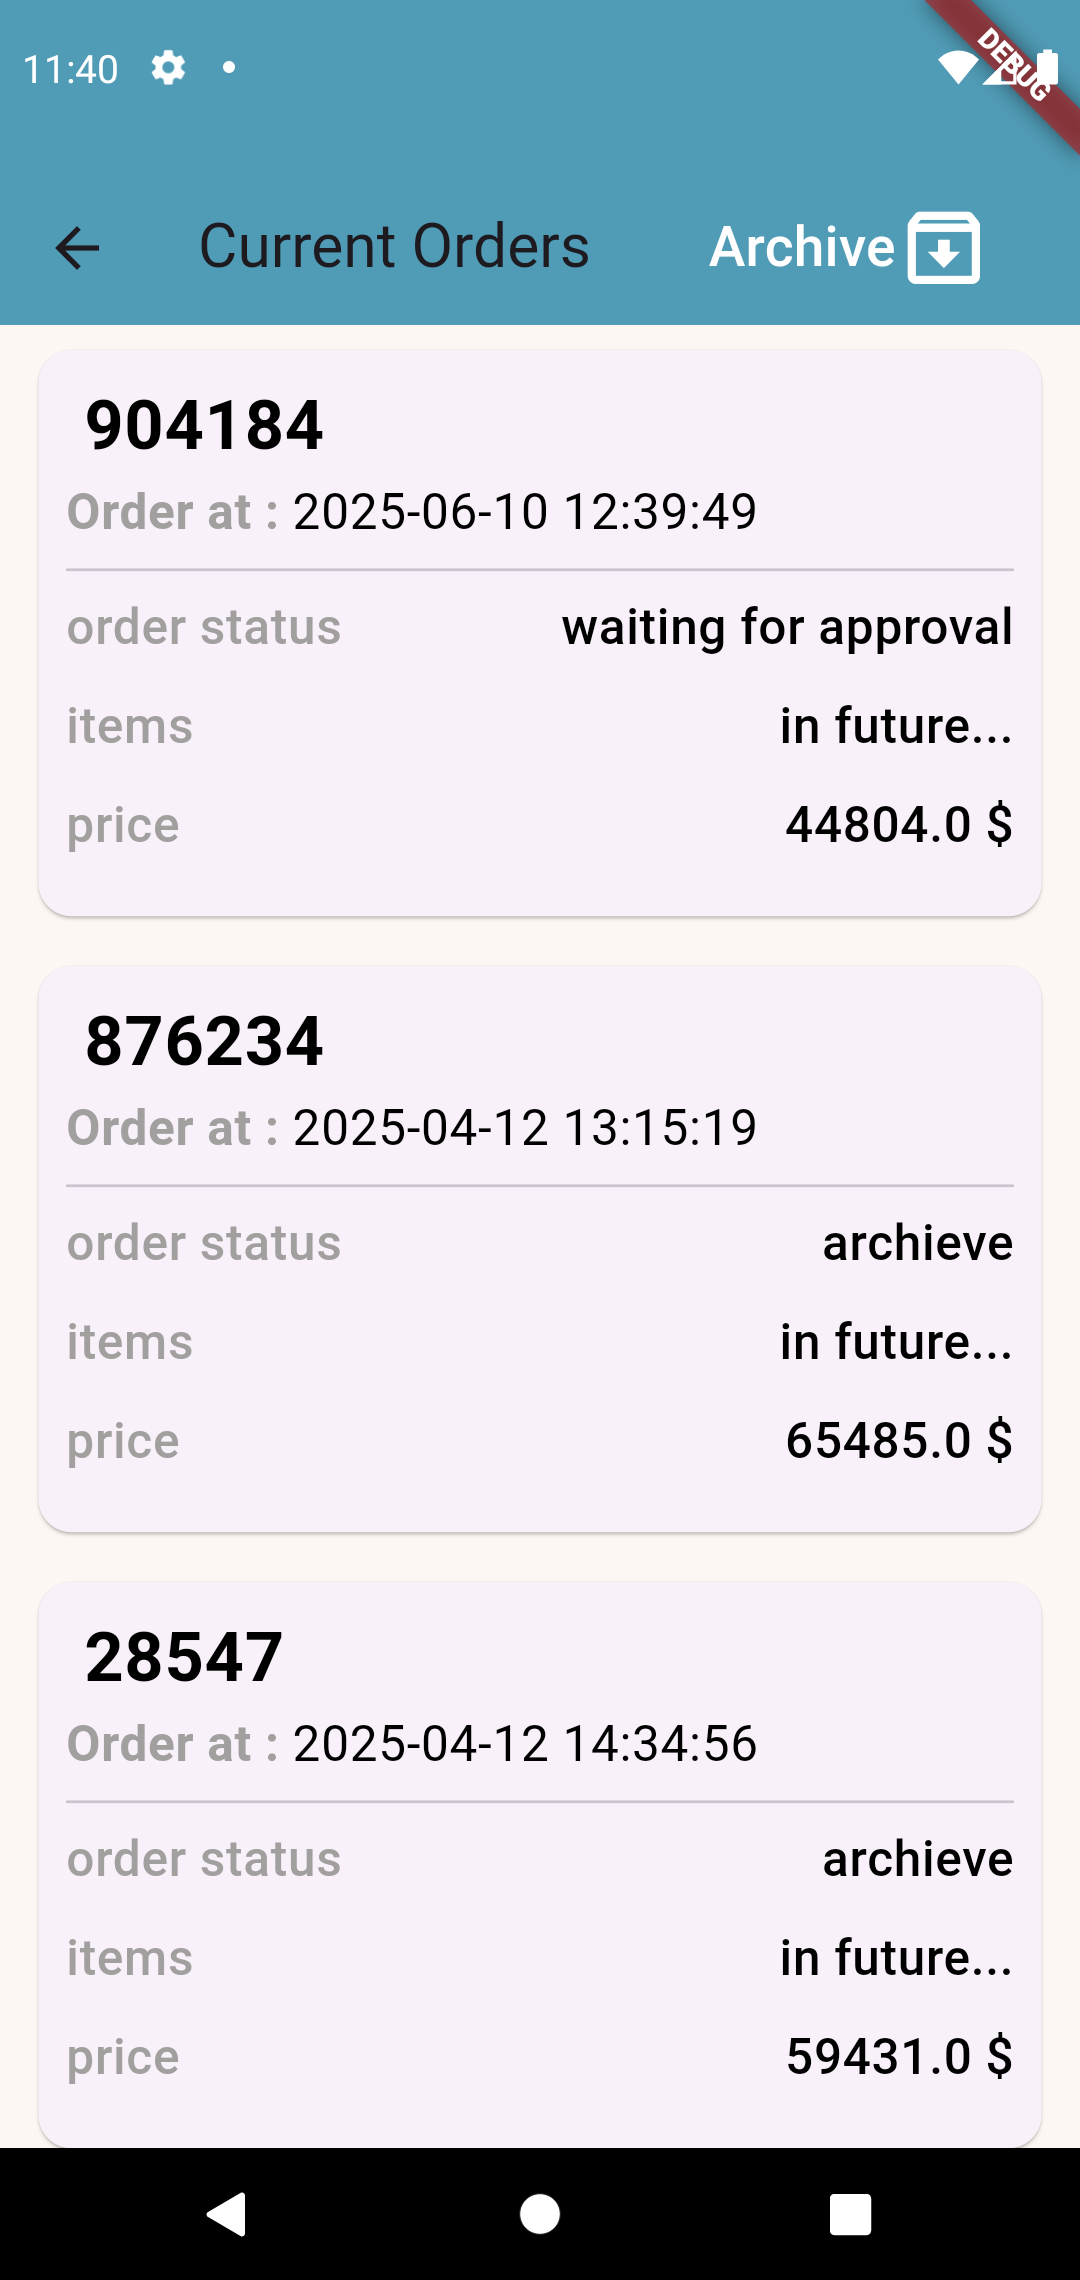 11:40
DEBUG
Current Orders
Archive
904184
Order at : 2025-06-10 12:39:49
order status waiting for approval
items in future...
price 44804.0 $
876234
Order at : 2025-04-12 13:15:19
order status archieve
items in future...
price 65485.0 $
28547
Order at : 2025-04-12 14:34:56
order status archieve
items in future...
price 59431.0 $